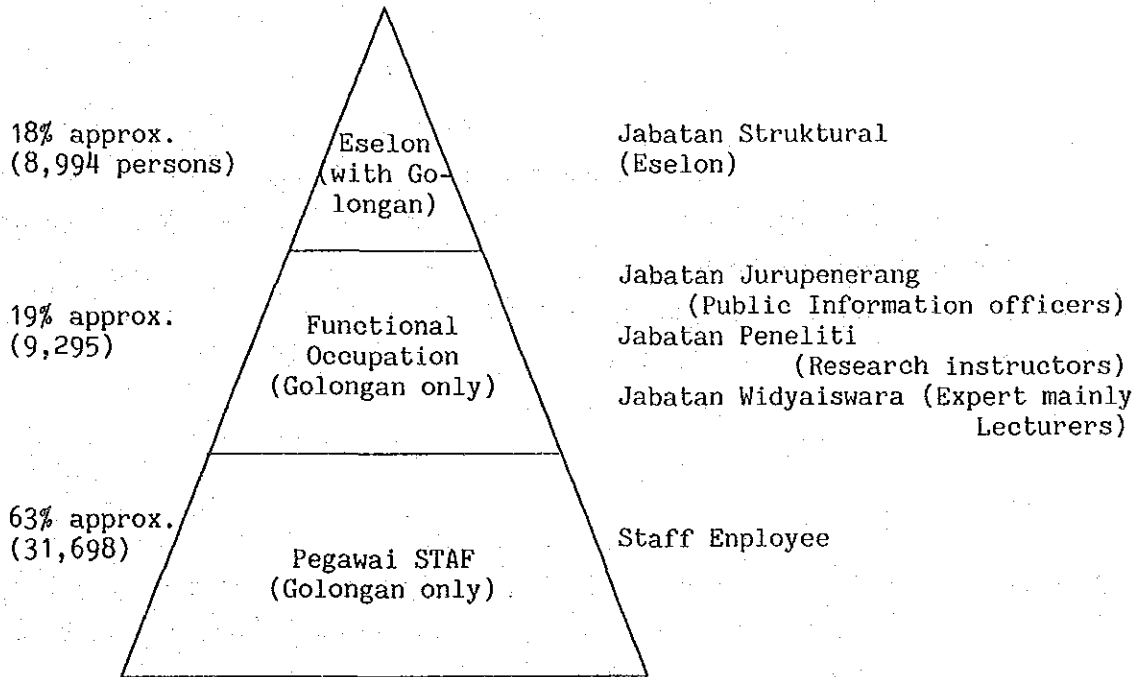 18% approx.
(8,994 persons)
Eselon
(with Go-
longan)
Jabatan Struktural
(Eselon)
19% approx.
(9,295)
Functional
Occupation
(Golongan only)
Jabatan Jurupenerang
(Public Information officers)
Jabatan Peneliti
(Research instructors)
Jabatan Widyaiswara (Expert mainly
Lecturers)
63% approx.
(31,698)
Pegawai STAF
(Golongan only)
Staff Enployee